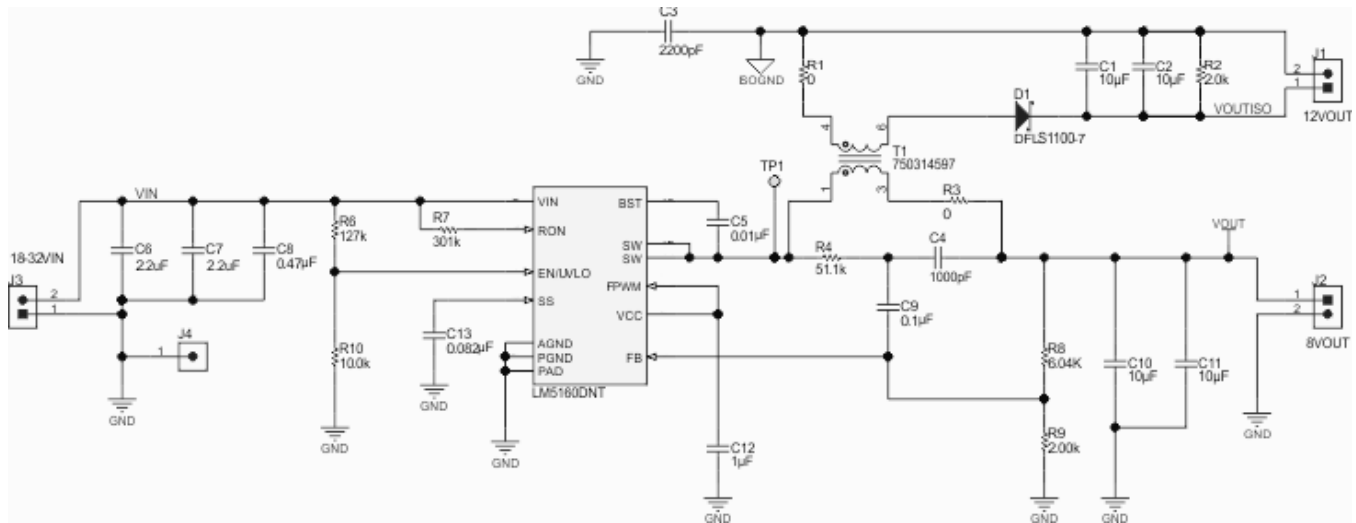 C3
2200pF
GND
BOGND
R1
0
C1
10µF
C2
10µF
R2
2.0k
J1
2
1
12VOUT
VOUTISO
D1
DFLS1100-7
4
6
T1
750314597
1
3
TP1
R3
0
VIN
18-32VIN
J3
2
1
C6
2.2uF
C7
2.2uF
C8
0.47µF
R6
127k
R7
301k
R10
10.0k
J4
1
GND
GND
C13
0.082µF
GND
GND
VIN
RON
EN/UVLO
SS
AGND
PGND
PAD
BST
SW
SW
FPWM
VCC
FB
LM5160DNT
C5
0.01µF
R4
51.1k
C4
1000pF
C9
0.1µF
C12
1µF
GND
R8
6.04K
R9
2.00k
GND
C10
10µF
C11
10µF
GND
VOUT
J2
1
2
8VOUT
GND